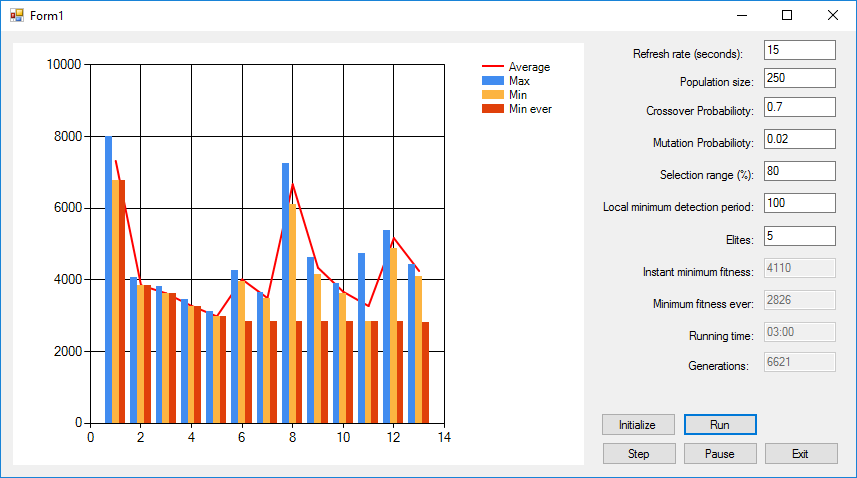 Form1
10000
8000
6000
4000
2000
0
0 2 4 6 8 10 12 14
Average
Max
Min
Min ever
Refresh rate (seconds): 15
Population size: 250
Crossover Probabilioty: 0.7
Mutation Probabilioty: 0.02
Selection range (%): 80
Local minimum detection period: 100
Elites: 5
Instant minimum fitness: 4110
Minimum fitness ever: 2826
Running time: 03:00
Generations: 6621
Initialize Run
Step Pause Exit